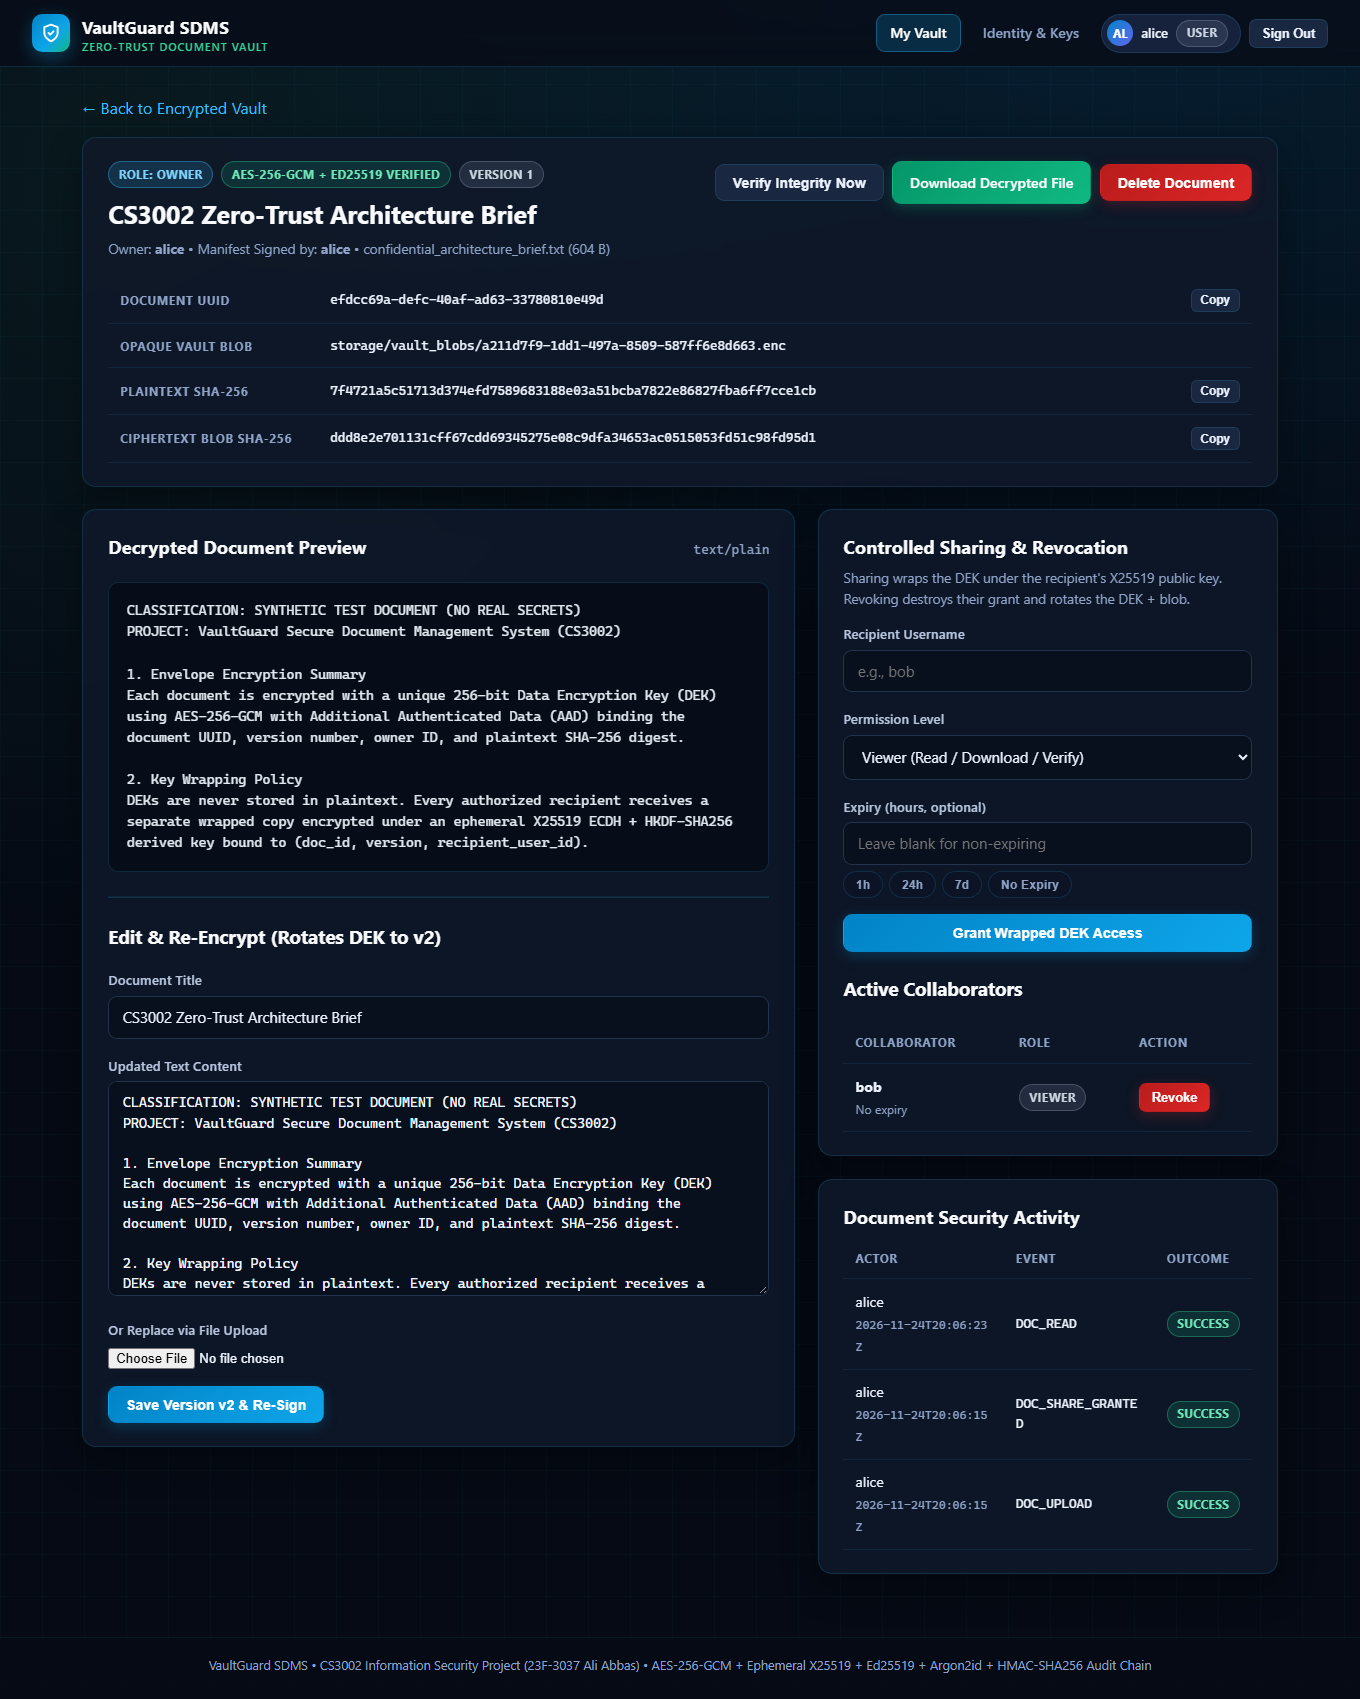 VaultGuard SDMS
ZERO-TRUST DOCUMENT VAULT
My Vault
Identity & Keys
AL alice USER
Sign Out
← Back to Encrypted Vault
ROLE: OWNER
AES-256-GCM + ED25519 VERIFIED
VERSION 1
Verify Integrity Now
Download Decrypted File
Delete Document
CS3002 Zero-Trust Architecture Brief
Owner: alice • Manifest Signed by: alice • confidential_architecture_brief.txt (604 B)
DOCUMENT UUID efdcc69a-defc-40af-ad63-33780810e49d Copy
OPAQUE VAULT BLOB storage/vault_blobs/a211d7f9-1dd1-497a-8509-587ff6e8d663.enc
PLAINTEXT SHA-256 7f4721a5c51713d374efd7589683188e03a51bcba7822e86827fba6ff7cce1cb Copy
CIPHERTEXT BLOB SHA-256 ddd8e2e701131cff67cdd69345275e08c9dfa34653ac0515053fd51c98fd95d1 Copy
Decrypted Document Preview
text/plain
CLASSIFICATION: SYNTHETIC TEST DOCUMENT (NO REAL SECRETS)
PROJECT: VaultGuard Secure Document Management System (CS3002)
1. Envelope Encryption Summary
Each document is encrypted with a unique 256-bit Data Encryption Key (DEK)
using AES-256-GCM with Additional Authenticated Data (AAD) binding the
document UUID, version number, owner ID, and plaintext SHA-256 digest.
2. Key Wrapping Policy
DEKs are never stored in plaintext. Every authorized recipient receives a
separate wrapped copy encrypted under an ephemeral X25519 ECDH + HKDF-SHA256
derived key bound to (doc_id, version, recipient_user_id).
Edit & Re-Encrypt (Rotates DEK to v2)
Document Title
CS3002 Zero-Trust Architecture Brief
Updated Text Content
CLASSIFICATION: SYNTHETIC TEST DOCUMENT (NO REAL SECRETS)
PROJECT: VaultGuard Secure Document Management System (CS3002)
1. Envelope Encryption Summary
Each document is encrypted with a unique 256-bit Data Encryption Key (DEK)
using AES-256-GCM with Additional Authenticated Data (AAD) binding the
document UUID, version number, owner ID, and plaintext SHA-256 digest.
2. Key Wrapping Policy
DEKs are never stored in plaintext. Every authorized recipient receives a
Or Replace via File Upload
Choose File No file chosen
Save Version v2 & Re-Sign
Controlled Sharing & Revocation
Sharing wraps the DEK under the recipient's X25519 public key.
Revoking destroys their grant and rotates the DEK + blob.
Recipient Username
e.g., bob
Permission Level
Viewer (Read / Download / Verify)
Expiry (hours, optional)
Leave blank for non-expiring
1h
24h
7d
No Expiry
Grant Wrapped DEK Access
Active Collaborators
COLLABORATOR ROLE ACTION
bob
No expiry
VIEWER
Revoke
Document Security Activity
ACTOR EVENT OUTCOME
alice
2026-11-24T20:06:23
Z
DOC_READ
SUCCESS
alice
2026-11-24T20:06:15
Z
DOC_SHARE_GRANTE
D
SUCCESS
alice
2026-11-24T20:06:15
Z
DOC_UPLOAD
SUCCESS
VaultGuard SDMS • CS3002 Information Security Project (23F-3037 Ali Abbas) • AES-256-GCM + Ephemeral X25519 + Ed25519 + Argon2id + HMAC-SHA256 Audit Chain